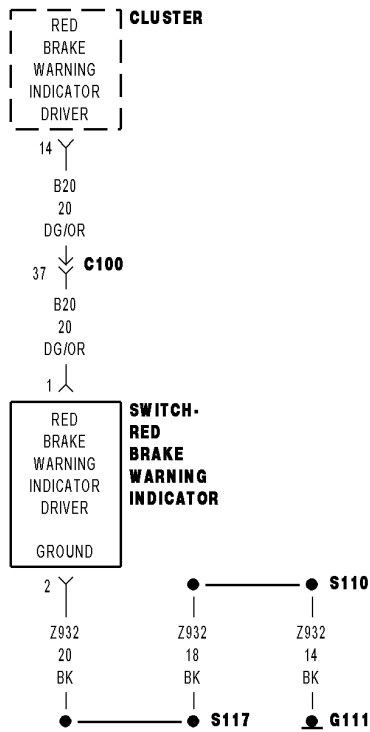 CLUSTER
RED
BRAKE
WARNING
INDICATOR
DRIVER
14
B20
20
DG/OR
37
C100
B20
20
DG/OR
1
SWITCH-
RED
BRAKE
WARNING
INDICATOR
RED
BRAKE
WARNING
INDICATOR
DRIVER
GROUND
2
S110
Z932
20
BK
Z932
18
BK
Z932
14
BK
S117
G111